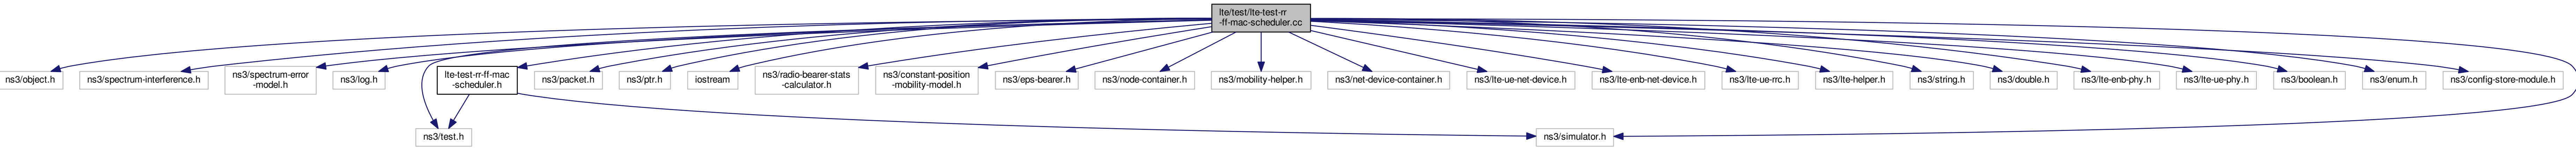 lte/test/lte-test-rr
-ff-mac-scheduler.cc
ns3/object.h
ns3/spectrum-interference.h
ns3/spectrum-error
-model.h
ns3/log.h
lte-test-rr-ff-mac
-scheduler.h
ns3/packet.h
ns3/ptr.h
iostream
ns3/radio-bearer-stats
-calculator.h
ns3/constant-position
-mobility-model.h
ns3/eps-bearer.h
ns3/node-container.h
ns3/mobility-helper.h
ns3/net-device-container.h
ns3/lte-ue-net-device.h
ns3/lte-enb-net-device.h
ns3/lte-ue-rrc.h
ns3/lte-helper.h
ns3/string.h
ns3/double.h
ns3/lte-enb-phy.h
ns3/lte-ue-phy.h
ns3/boolean.h
ns3/enum.h
ns3/config-store-module.h
ns3/test.h
ns3/simulator.h